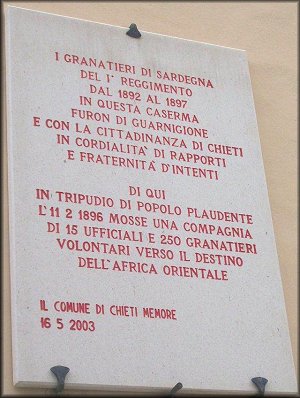 I GRANATIERI DI SARDEGNA
DEL 1° REGGIMENTO
DAL 1892 AL 1897
IN QUESTA CASERMA
FURON DI GUARNIGIONE
E CON LA CITTADINANZA DI CHIETI
IN CORDIALITÀ DI RAPPORTI
E FRATERNITÀ D'INTENTI
DI QUI
IN TRIPUDIO DI POPOLO PLAUDENTE
L'11 2 1896 MOSSE UNA COMPAGNIA
DI 15 UFFICIALI E 250 GRANATIERI
VOLONTARI VERSO IL DESTINO
DELL'AFRICA ORIENTALE
IL COMUNE DI CHIETI MEMORE
16 5 2003